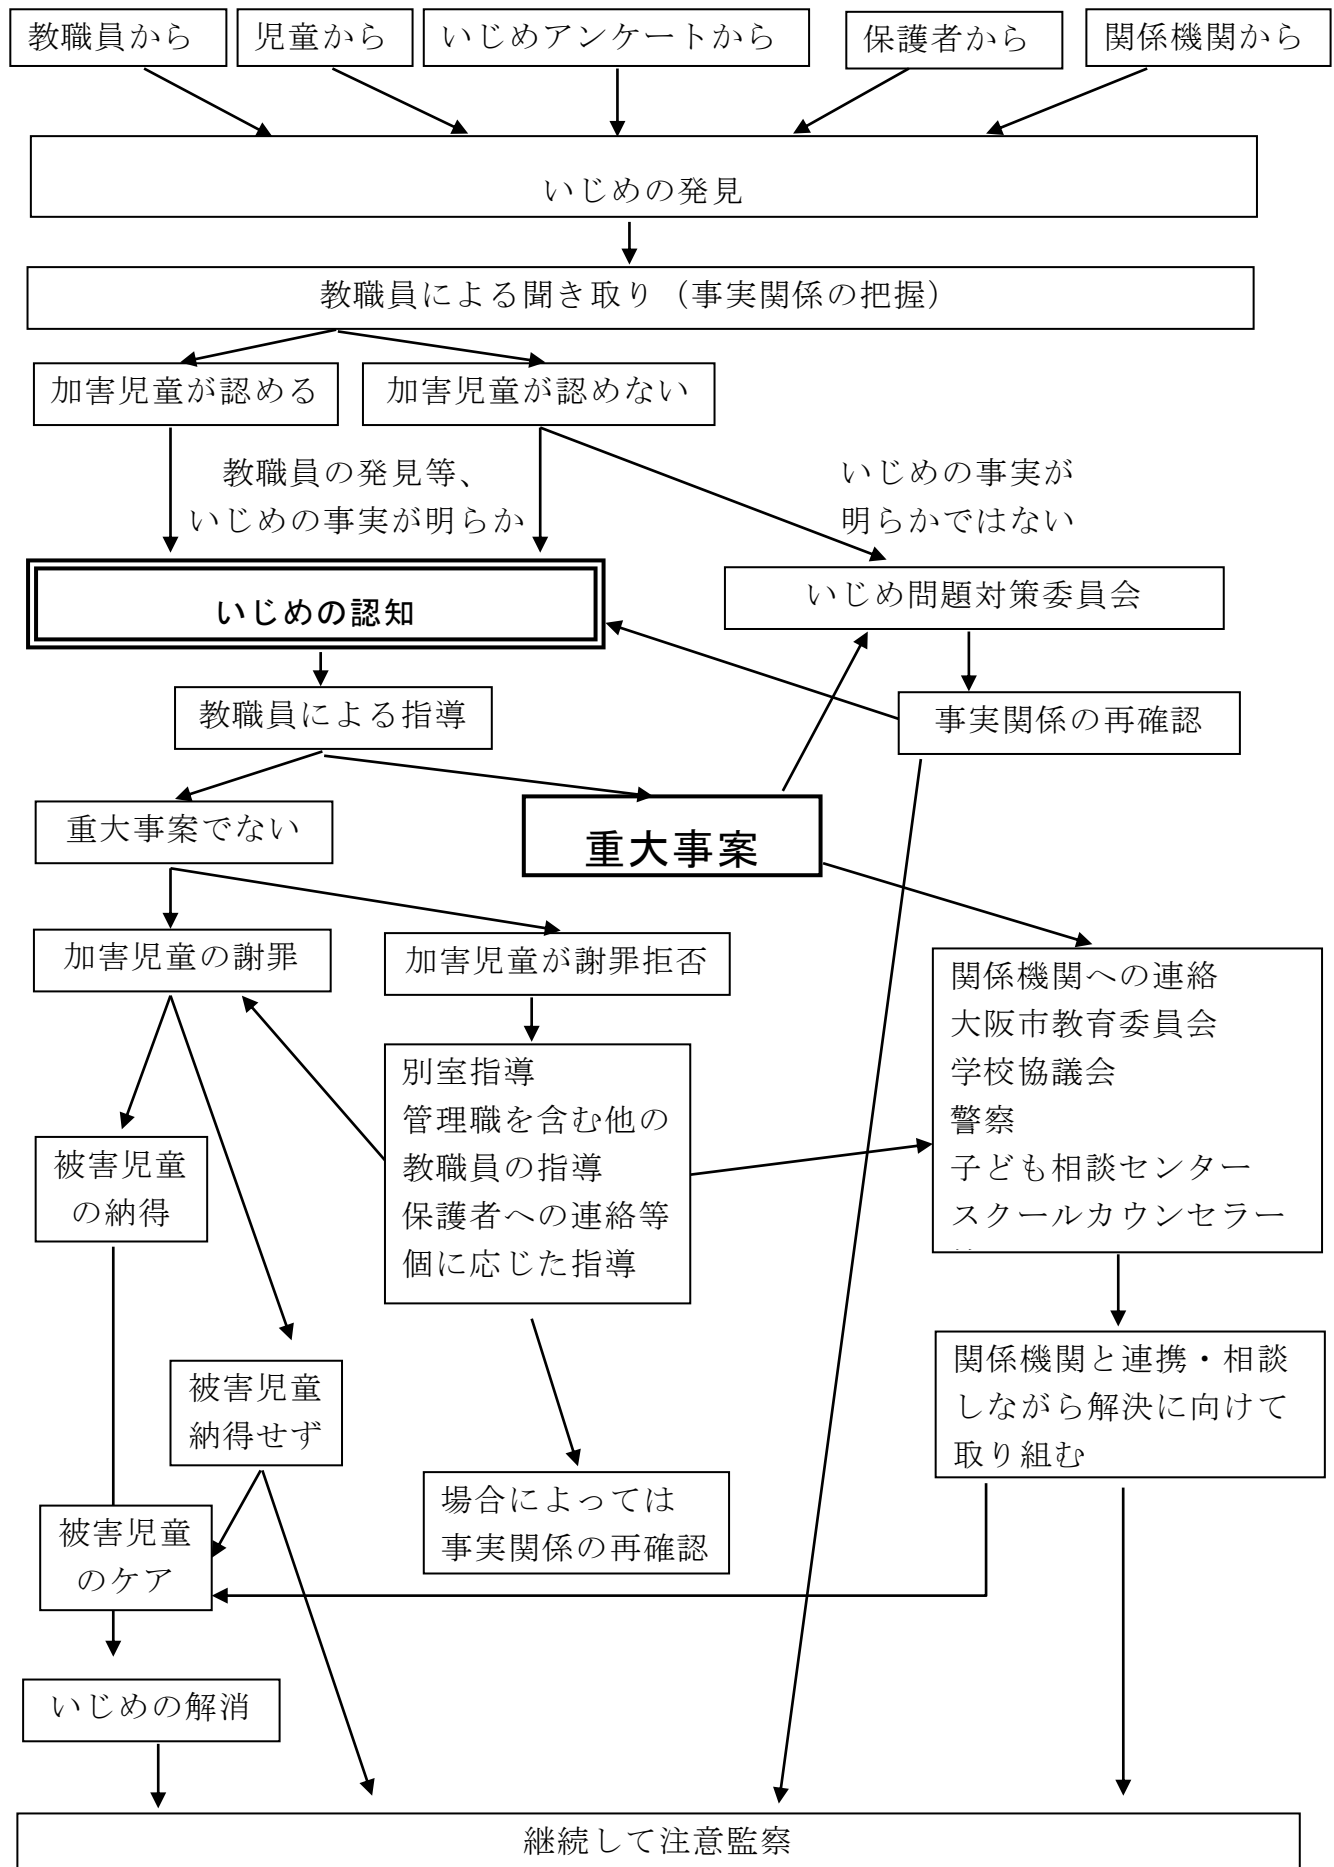 教職員から
児童から
いじめアンケートから
保護者から
関係機関から
いじめの発見
教職員による聞き取り（事実関係の把握）
加害児童が認める
加害児童が認めない
教職員の発見等、
いじめの事実が明らか
いじめの事実が
明らかではない
いじめの認知
いじめ問題対策委員会
教職員による指導
事実関係の再確認
重大事案でない
重大事案
加害児童の謝罪
加害児童が謝罪拒否
関係機関への連絡
大阪市教育委員会
学校協議会
警察
子ども相談センター
スクールカウンセラー
別室指導
管理職を含む他の
教職員の指導
保護者への連絡等
個に応じた指導
被害児童
の納得
被害児童
納得せず
関係機関と連携・相談
しながら解決に向けて
取り組む
場合によっては
事実関係の再確認
被害児童
のケア
いじめの解消
継続して注意監察